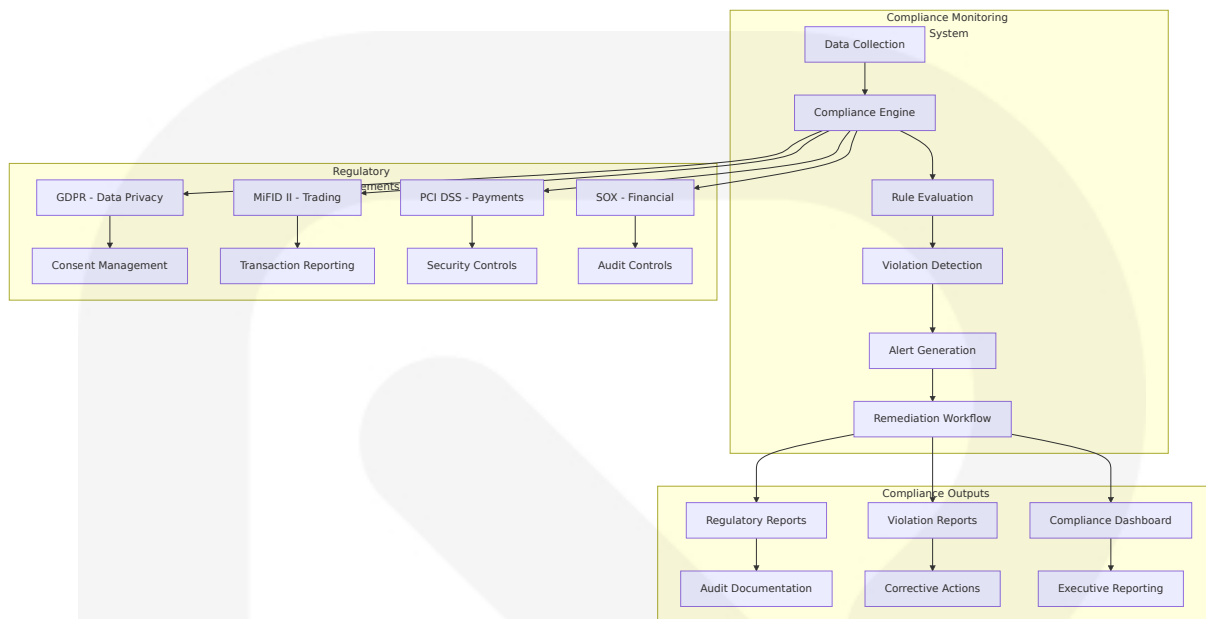 Compliance Monitoring
System
Data Collection
Compliance Engine
Regulatory
ements
GDPR - Data Privacy
MiFID II - Trading
PCI DSS - Payments
SOX - Financial
Rule Evaluation
Consent Management
Transaction Reporting
Security Controls
Audit Controls
Violation Detection
Alert Generation
Remediation Workflow
Compliance Outputs
Regulatory Reports
Violation Reports
Compliance Dashboard
Audit Documentation
Corrective Actions
Executive Reporting